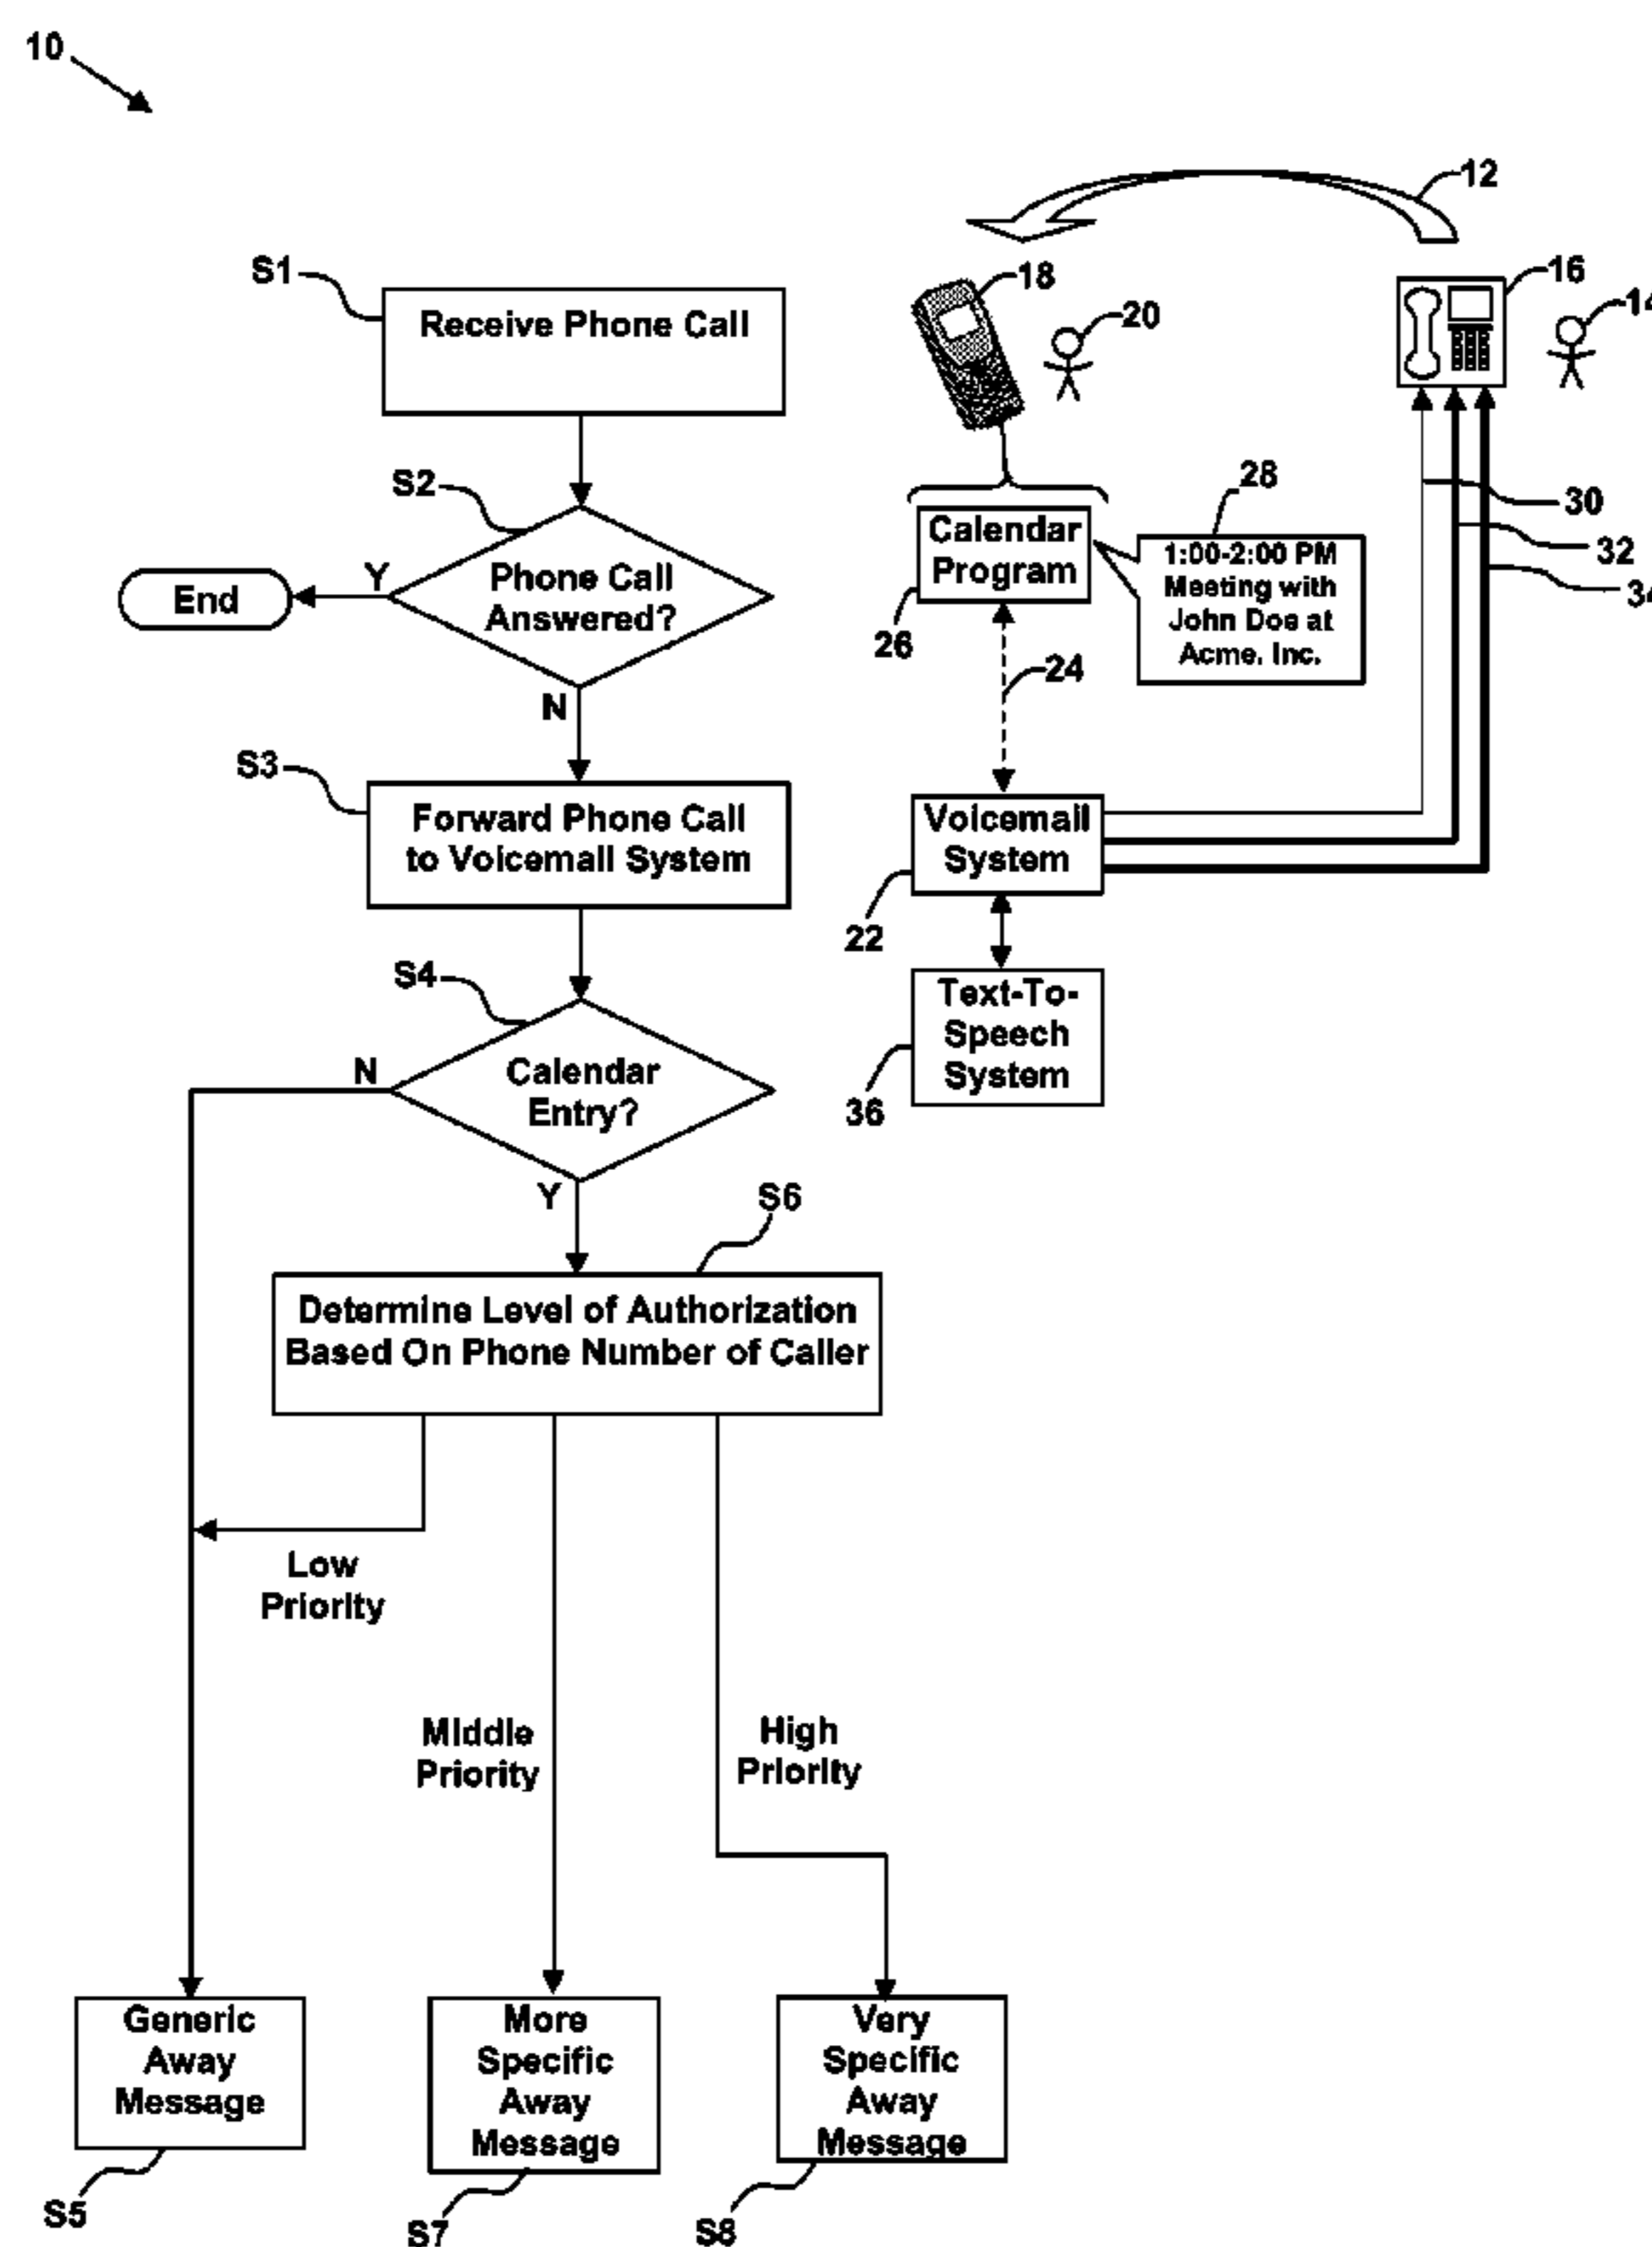 10
12
S1
Receive Phone Call
18
20
16
14
S2
Phone Call
Answered?
Y
End
N
Calendar
Program
26
28
1:00-2:00 PM
Meeting with
John Doe at
Acme. Inc.
30
32
34
24
S3
Forward Phone Call
to Voicemail System
Voicemail
System
22
S4
Calendar
Entry?
N
Y
Text-To-
Speech
System
36
S6
Determine Level of Authorization
Based On Phone Number of Caller
Low
Priority
Middle
Priority
High
Priority
Generic
Away
Message
S5
More
Specific
Away
Message
S7
Very
Specific
Away
Message
S8